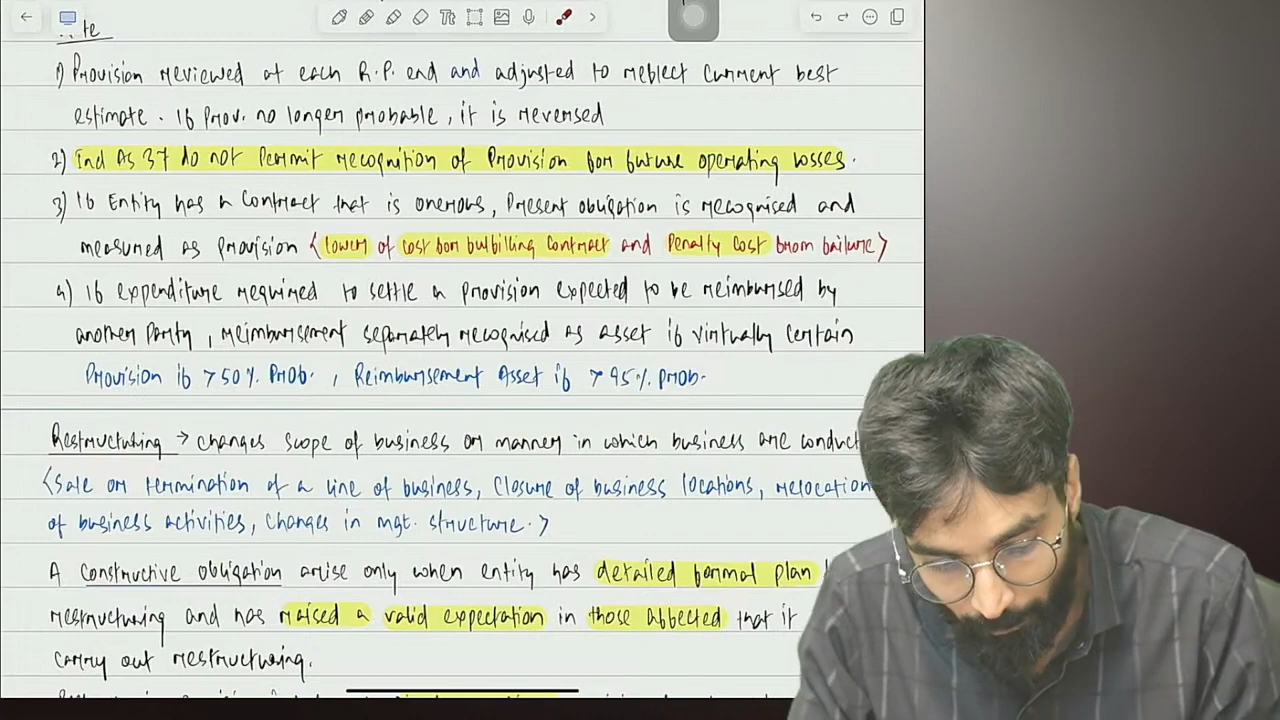 Note
1) Provision reviewed at each R.P. end and adjusted to reflect current best
estimate. If Prov. no longer probable, it is reversed
2) Ind AS 37 do not Permit recognition of Provision for future operating losses.
3) If Entity has a Contract that is onerous, Present obligation is recognised and
measured as provision <lower of cost for fulfilling Contract and Penalty Cost from failure>
4) If expenditure required to settle a provision expected to be reimbursed by
another Party, reimbursement separately recognised as asset if virtually certain
Provision if >50% Prob., Reimbursement Asset if >95% Prob.
Restructuring → changes scope of business or manner in which business are conduct
<Sale or termination of a line of business, Closure of business locations, relocation
of business activities, Changes in mgt. structure.>
A Constructive obligation arise only when entity has detailed formal plan
restructuring and has raised a valid expectation in those affected that it
Carry out restructuring.